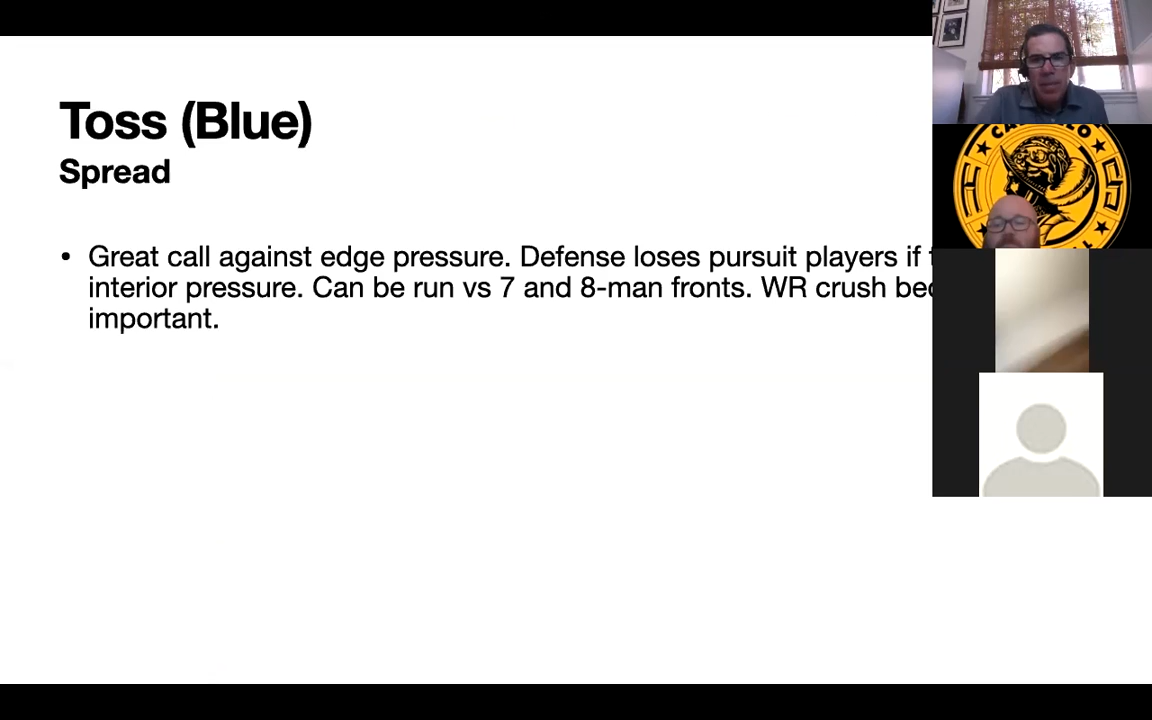 Toss (Blue)
Spread
• Great call against edge pressure. Defense loses pursuit players if
interior pressure. Can be run vs 7 and 8-man fronts. WR crush
important.